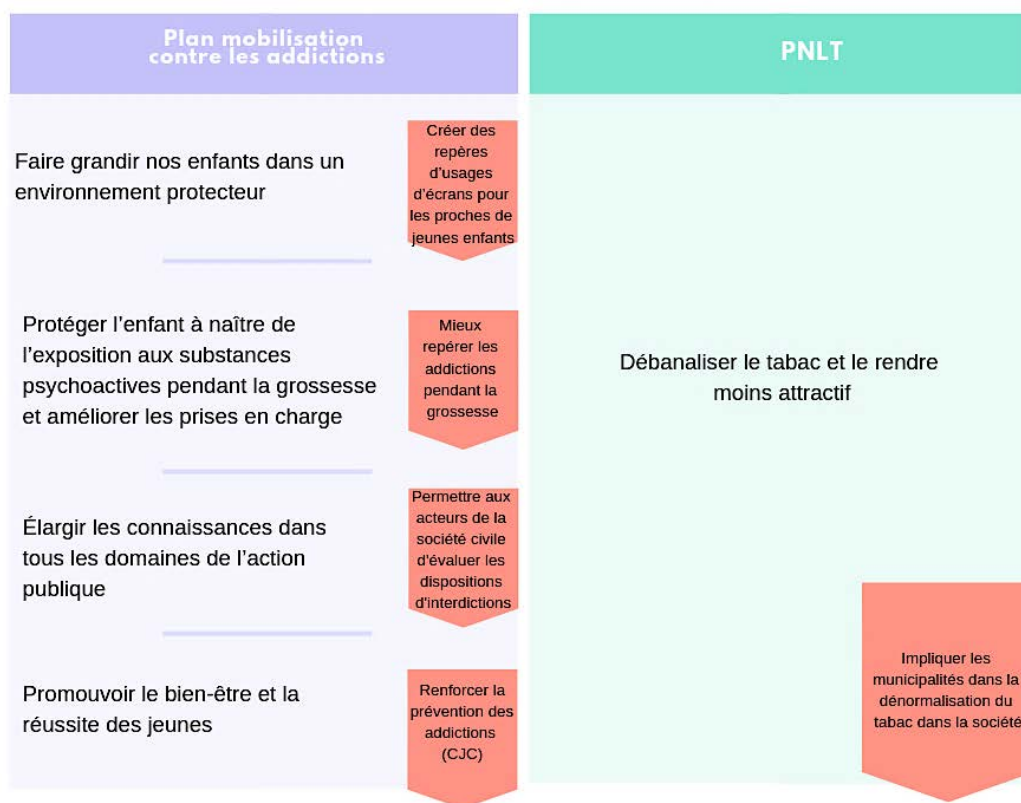 Plan mobilisation
contre les addictions
PNLT
Faire grandir nos enfants dans un
environnement protecteur
Créer des
repères
d'usages
d'écrans pour
les proches de
jeunes enfants
Protéger l'enfant à naître de
l'exposition aux substances
psychoactives pendant la grossesse
et améliorer les prises en charge
Mieux
repérer les
addictions
pendant la
grossesse
Débanaliser le tabac et le rendre
moins attractif
Élargir les connaissances dans
tous les domaines de l'action
publique
Permettre aux
acteurs de la
société civile
d'évaluer les
dispositions
d'interdictions
Promouvoir le bien-être et la
réussite des jeunes
Renforcer la
prévention des
addictions
(CJC)
Impliquer les
municipalités dans la
dénormalisation du
tabac dans la société